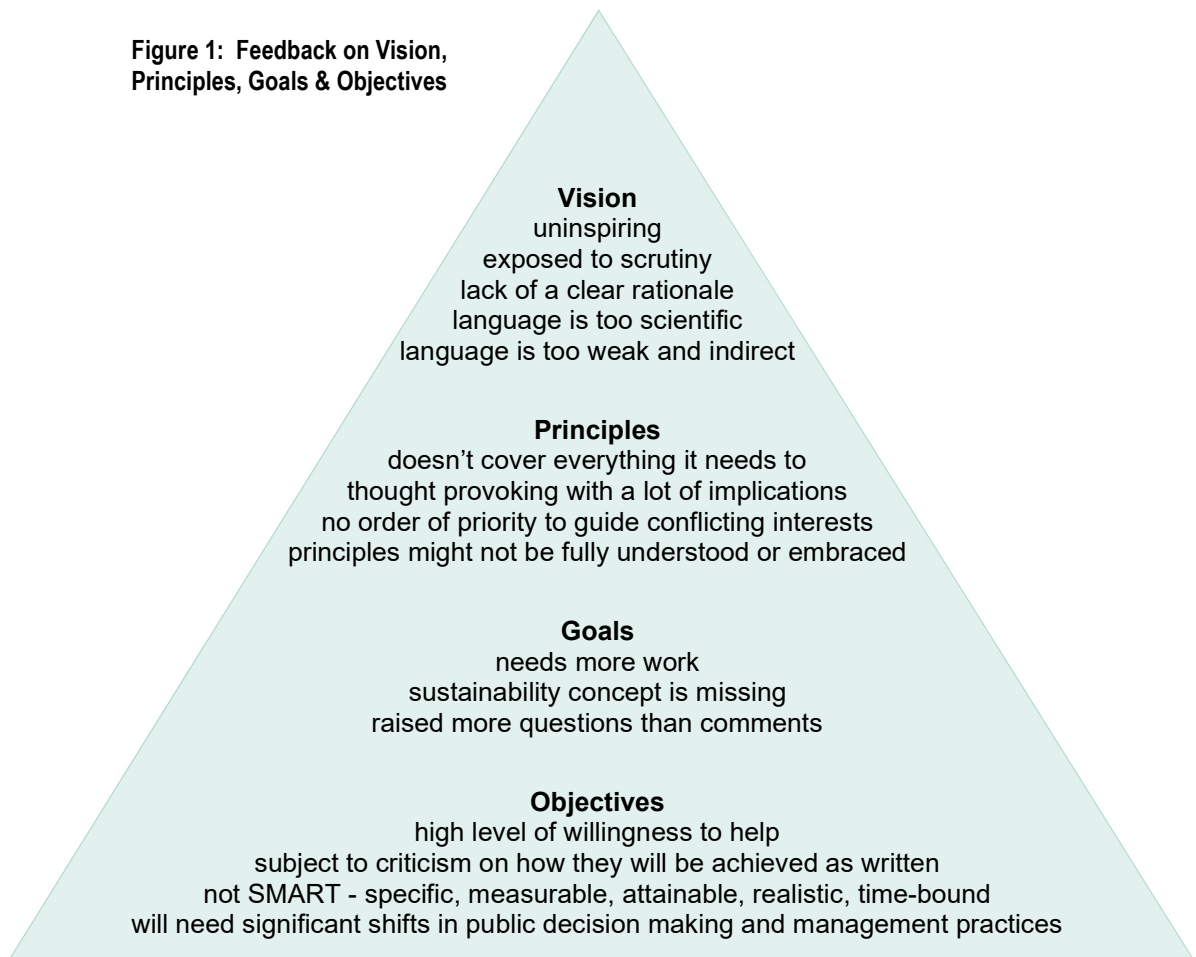 Figure 1:  Feedback on Vision,
Principles, Goals & Objectives
Vision
uninspiring
exposed to scrutiny
lack of a clear rationale
language is too scientific
language is too weak and indirect
Principles
doesn’t cover everything it needs to
thought provoking with a lot of implications
no order of priority to guide conflicting interests
principles might not be fully understood or embraced
Goals
needs more work
sustainability concept is missing
raised more questions than comments
Objectives
high level of willingness to help
subject to criticism on how they will be achieved as written
not SMART - specific, measurable, attainable, realistic, time-bound
will need significant shifts in public decision making and management practices